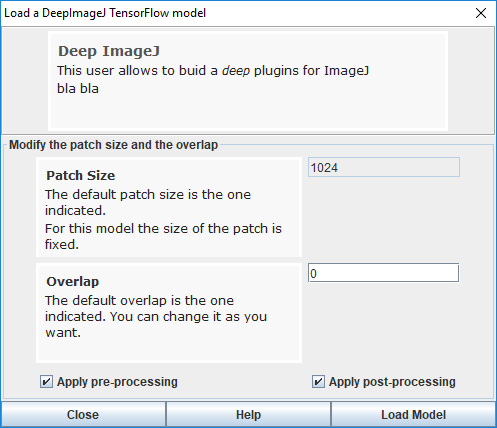 Load a DeepImageJ TensorFlow model
Deep ImageJ
This user allows to buid a deep plugins for ImageJ
bla bla
Modify the patch size and the overlap
Patch Size
1024
The default patch size is the one
indicated.
For this model the size of the patch is
fixed.
Overlap
0
The default overlap is the one
indicated. You can change it as you
want.
Apply pre-processing
Apply post-processing
Close
Help
Load Model